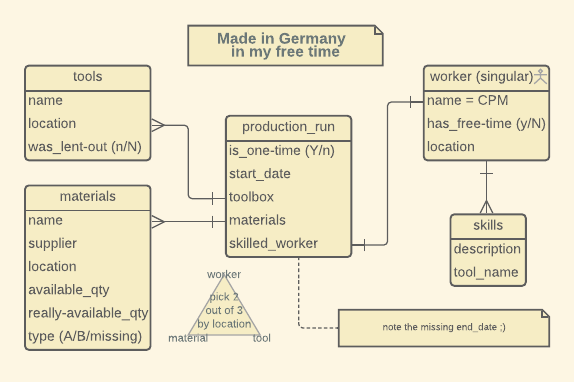 Made in Germany
in my free time
tools
name
location
was_lent-out (n/N)
materials
name
supplier
location
available_qty
really-available_qty
type (A/B/missing)
production_run
is_one-time (Y/n)
start_date
toolbox
materials
skilled_worker
worker (singular)
name = CPM
has_free-time (y/N)
location
skills
description
tool_name
worker
pick 2
out of 3
by location
material tool
note the missing end_date ;)